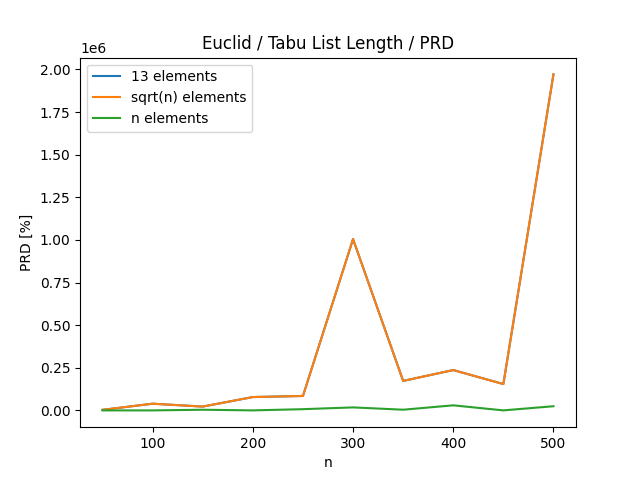 Euclid / Tabu List Length / PRD
1e6
13 elements
sqrt(n) elements
n elements
2.00
1.75
1.50
1.25
1.00
0.75
0.50
0.25
0.00
PRD [%]
100 200 300 400 500
n